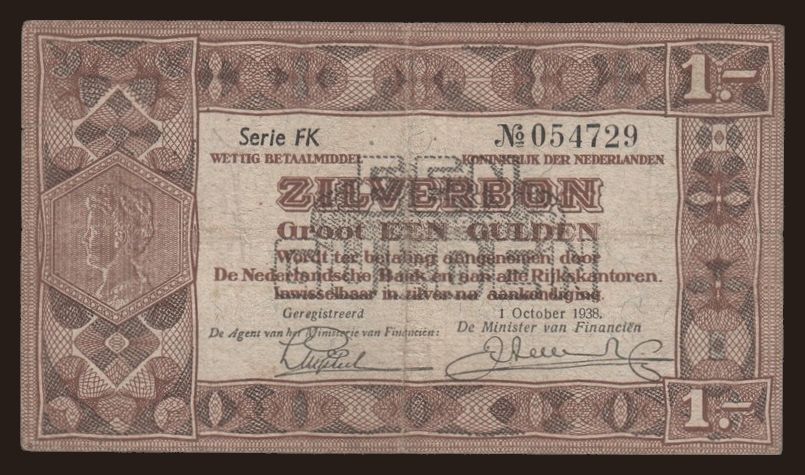 1.–
Serie FK № 054729
WETTIG BETAALMIDDEL KONINKRIJK DER NEDERLANDEN
ZILVERBON
Groot EEN GULDEN
Wordt ter betaling aangenomen door
De Nederlandsche Bank en aan alle Rijkskantoren.
Inwisselbaar in zilver na aankondiging.
EEN
GULDEN
Geregistreerd 1 October 1938.
De Agent van het Ministerie van Financiën: De Minister van Financiën
1.–